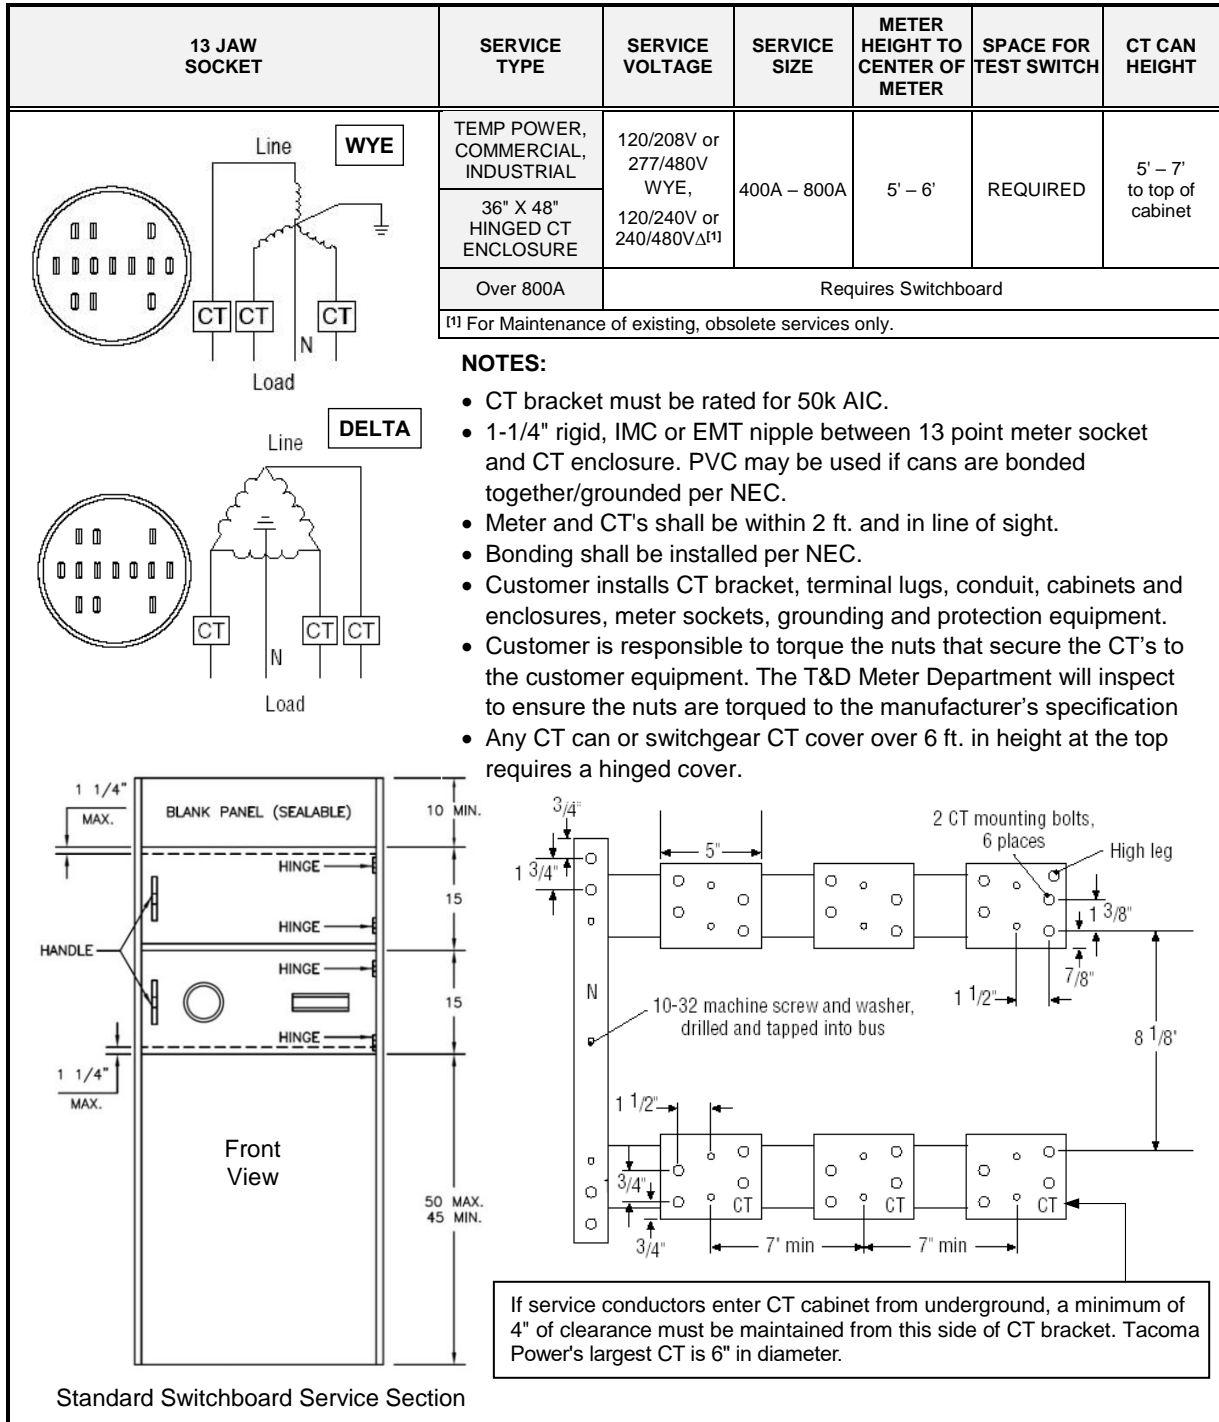 13 JAW
SOCKET
SERVICE
TYPE
SERVICE
VOLTAGE
SERVICE
SIZE
METER
HEIGHT TO
CENTER OF
METER
SPACE FOR
TEST SWITCH
CT CAN
HEIGHT
TEMP POWER,
COMMERCIAL,
INDUSTRIAL
36" X 48"
HINGED CT
ENCLOSURE
120/208V or
277/480V
WYE,
120/240V or
240/480VΔ[1]
400A – 800A
5' – 6'
REQUIRED
5' – 7'
to top of
cabinet
Over 800A
Requires Switchboard
[1] For Maintenance of existing, obsolete services only.
Line
WYE
CT CT CT
N
Load
Line
DELTA
CT CT CT
N
Load
NOTES:
• CT bracket must be rated for 50k AIC.
• 1-1/4" rigid, IMC or EMT nipple between 13 point meter socket
and CT enclosure. PVC may be used if cans are bonded
together/grounded per NEC.
• Meter and CT's shall be within 2 ft. and in line of sight.
• Bonding shall be installed per NEC.
• Customer installs CT bracket, terminal lugs, conduit, cabinets and
enclosures, meter sockets, grounding and protection equipment.
• Customer is responsible to torque the nuts that secure the CT's to
the customer equipment. The T&D Meter Department will inspect
to ensure the nuts are torqued to the manufacturer's specification
• Any CT can or switchgear CT cover over 6 ft. in height at the top
requires a hinged cover.
1 1/4"
MAX.
BLANK PANEL (SEALABLE)
10 MIN.
HINGE
15
HINGE
HANDLE
HINGE
15
HINGE
1 1/4"
MAX.
Front
View
50 MAX.
45 MIN.
Standard Switchboard Service Section
3/4"
5"
2 CT mounting bolts,
6 places
High leg
1 3/4"
1 3/8"
7/8"
1 1/2"
N
10-32 machine screw and washer,
drilled and tapped into bus
8 1/8"
1 1/2"
1 3/4"
CT
CT
CT
3/4"
7" min
7" min
If service conductors enter CT cabinet from underground, a minimum of
4" of clearance must be maintained from this side of CT bracket. Tacoma
Power's largest CT is 6" in diameter.